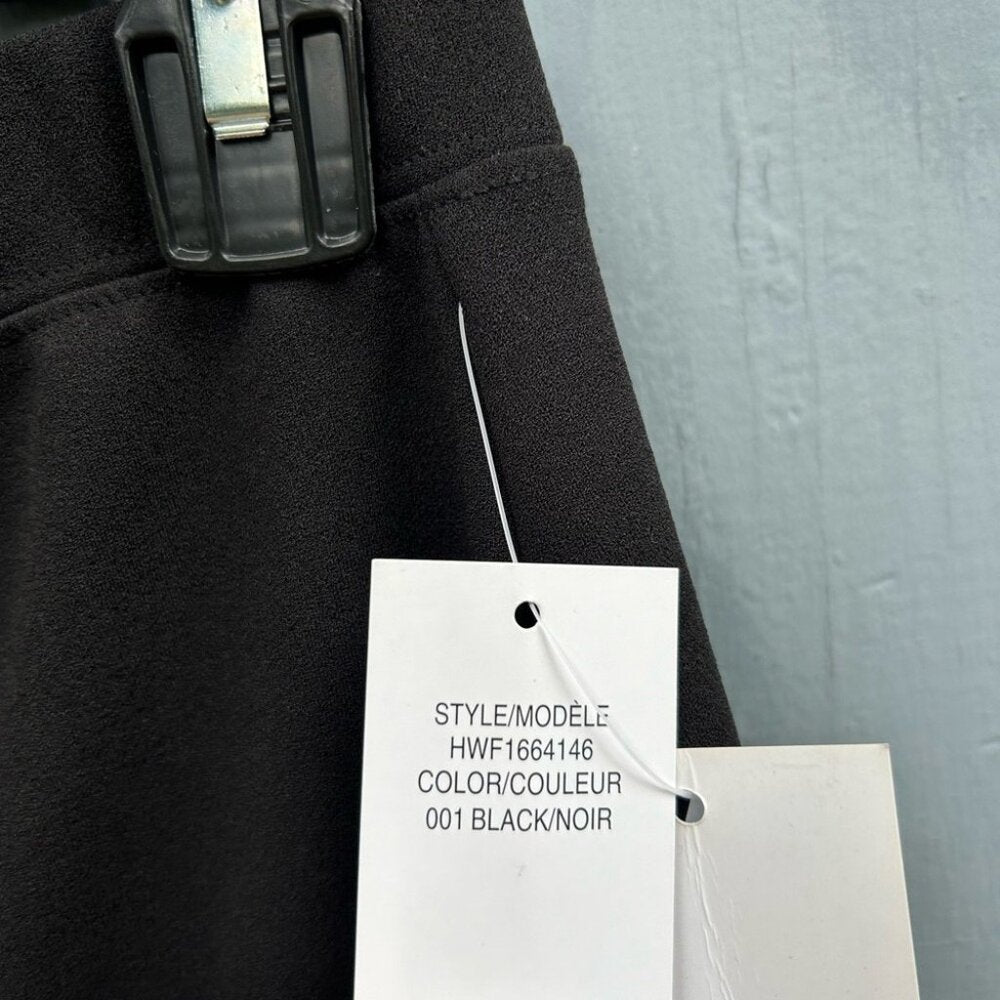 STYLE/MODÈLE
HWF1664146
COLOR/COULEUR
001 BLACK/NOIR